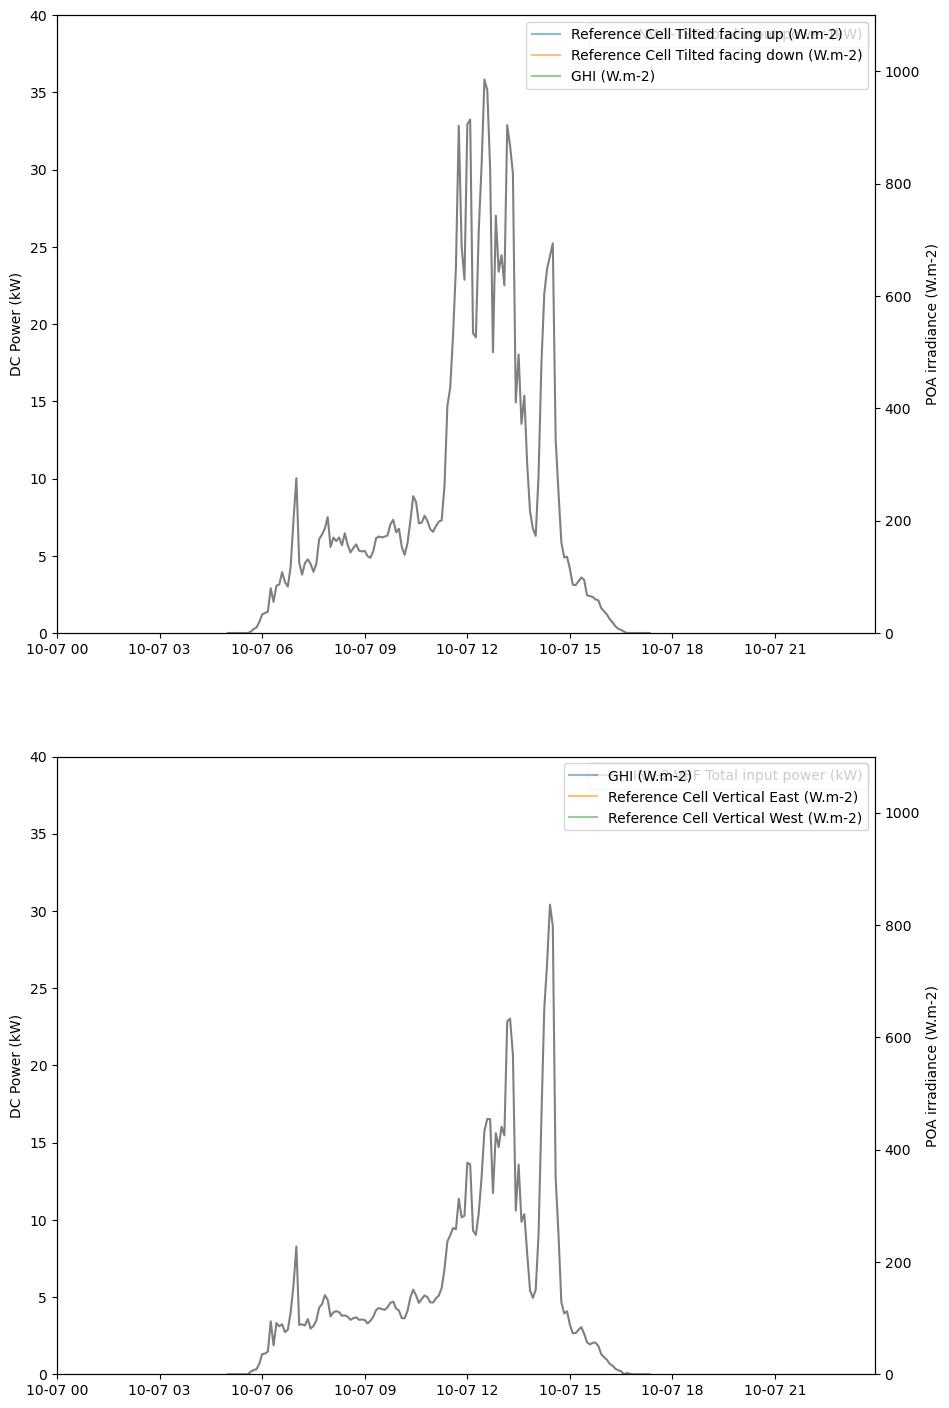 40
35
30
25
20
15
10
5
0
DC Power (kW)
Reference Cell Tilted facing up (W.m-2)
Reference Cell Tilted facing down (W.m-2)
GHI (W.m-2)
1000
800
600
400
200
0
POA irradiance (W.m-2)
10-07 00 10-07 03 10-07 06 10-07 09 10-07 12 10-07 15 10-07 18 10-07 21
40
35
30
25
20
15
10
5
0
DC Power (kW)
GHI (W.m-2)
Total input power (kW)
Reference Cell Vertical East (W.m-2)
Reference Cell Vertical West (W.m-2)
1000
800
600
400
200
0
POA irradiance (W.m-2)
10-07 00 10-07 03 10-07 06 10-07 09 10-07 12 10-07 15 10-07 18 10-07 21